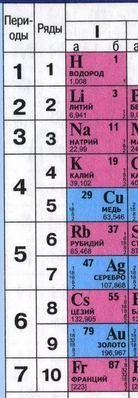 Пери-
оды
Ряды
I
а б
1 1 H 1
ВОДОРОД
1,008
2 2 Li 3
ЛИТИЙ
6,941
3 3 Na 11
НАТРИЙ
22,99
4 4 K 19
КАЛИЙ
39,102
5 29 Cu
МЕДЬ
63,546
5 6 Rb 37
РУБИДИЙ
85,468
7 47 Ag
СЕРЕБРО
107,868
6 8 Cs 55
ЦЕЗИЙ
132,905
9 79 Au
ЗОЛОТО
196,967
7 10 Fr 87
ФРАНЦИЙ
[223]